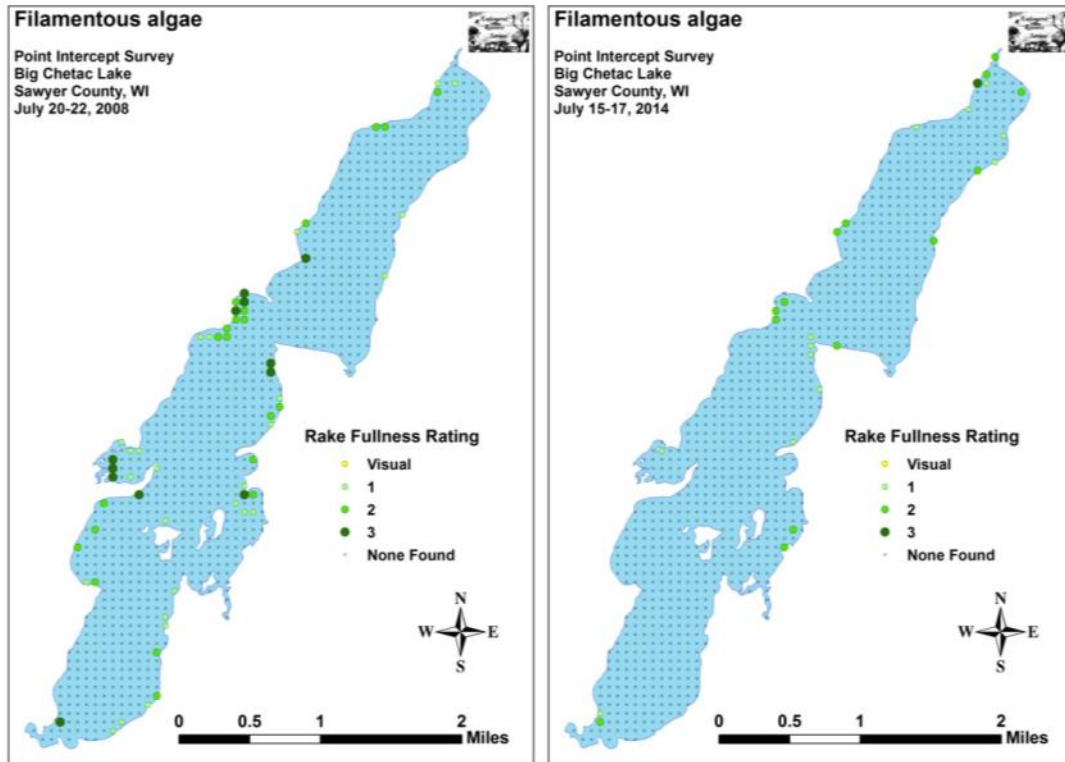 Filamentous algae
Point Intercept Survey
Big Chetac Lake
Sawyer County, WI
July 20-22, 2008
Rake Fullness Rating
Visual
1
2
3
None Found
N
W E
S
0 0.5 1 2
Miles
Filamentous algae
Point Intercept Survey
Big Chetac Lake
Sawyer County, WI
July 15-17, 2014
Rake Fullness Rating
Visual
1
2
3
None Found
N
W E
S
0 0.5 1 2
Miles